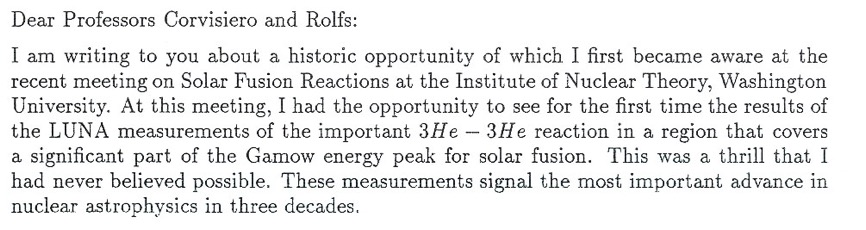 Dear Professors Corvisiero and Rolfs:
I am writing to you about a historic opportunity of which I first became aware at the
recent meeting on Solar Fusion Reactions at the Institute of Nuclear Theory, Washington
University. At this meeting, I had the opportunity to see for the first time the results of
the LUNA measurements of the important 3He – 3He reaction in a region that covers
a significant part of the Gamow energy peak for solar fusion. This was a thrill that I
had never believed possible. These measurements signal the most important advance in
nuclear astrophysics in three decades.